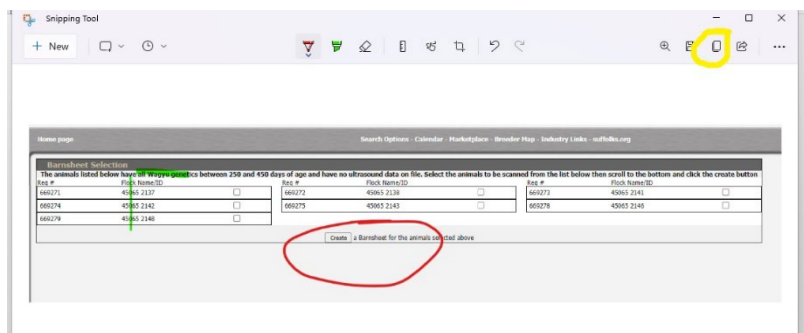 Snipping Tool
New
Home page Search Options - Calendar - Marketplace - Breeder Map - Industry Links - suffolks.org
Barnsheet Selection
The animals listed below have all Wagyu genetics between 250 and 450 days of age and have no ultrasound data on file. Select the animals to be scanned from the list below then scroll to the bottom and click the create button
Reg # Flock Name/ID Reg # Flock Name/ID Reg # Flock Name/ID
669271 45065 2137 669272 45065 2138 669273 45065 2141
669274 45065 2142 669275 45065 2143 669278 45065 2146
669279 45065 2148
Create a Barnsheet for the animals selected above